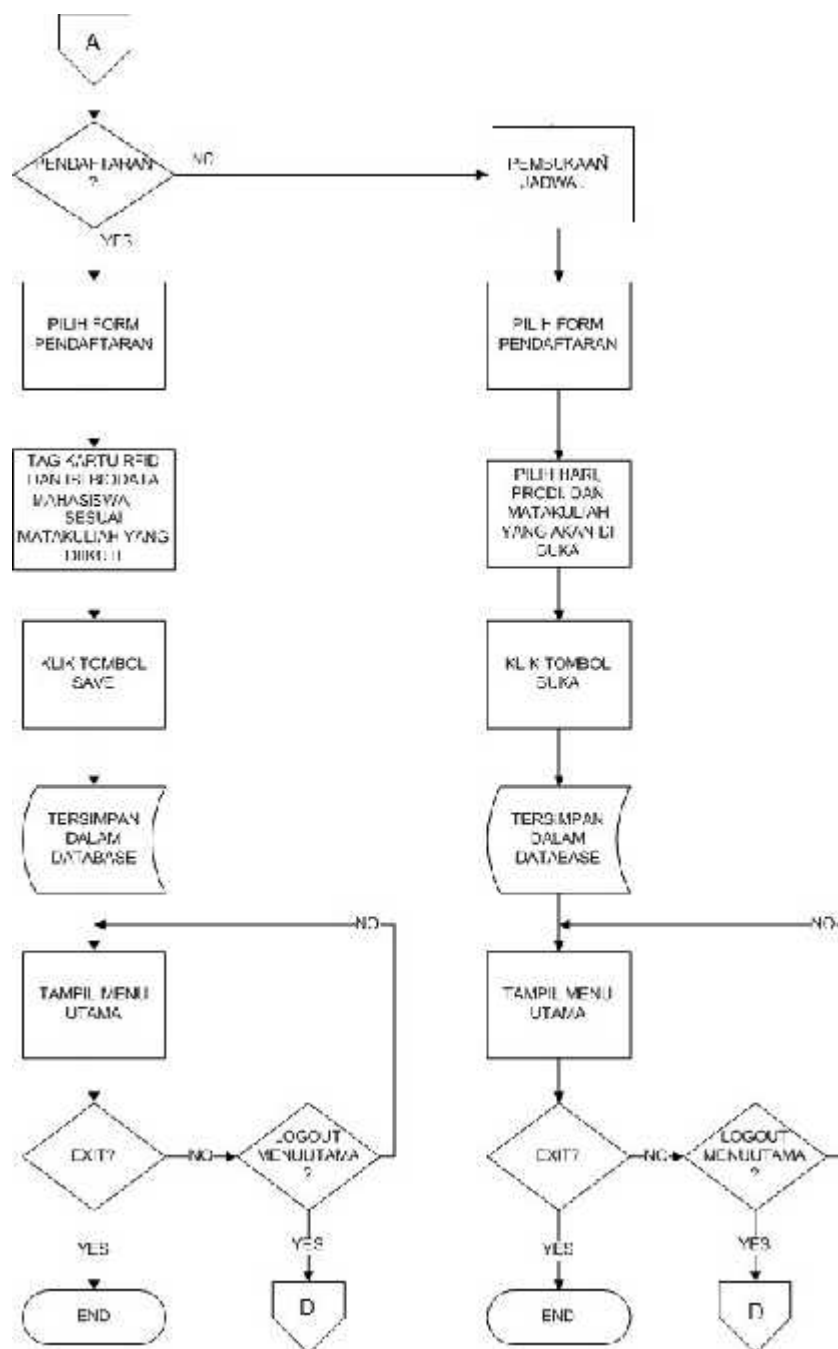 A
PENDAFTARAN
?
NO
YES
PEMBUKAAN
JADWAL
PILIH FORM
PENDAFTARAN
PILIH FORM
PENDAFTARAN
TAG KARTU RFID
DAN ISI BIODATA
MAHASISWA
SESUAI
MATAKULIAH YANG
DIIKUTI
PILIH HARI,
PRODI, DAN
MATAKULIAH
YANG AKAN DI
BUKA
KLIK TOMBOL
SAVE
KLIK TOMBOL
BUKA
TERSIMPAN
DALAM
DATABASE
TERSIMPAN
DALAM
DATABASE
NO
NO
TAMPIL MENU
UTAMA
TAMPIL MENU
UTAMA
EXIT?
NO
LOGOUT
MENUUTAMA
?
EXIT?
NO
LOGOUT
MENUUTAMA
?
YES
YES
YES
YES
END
D
END
D